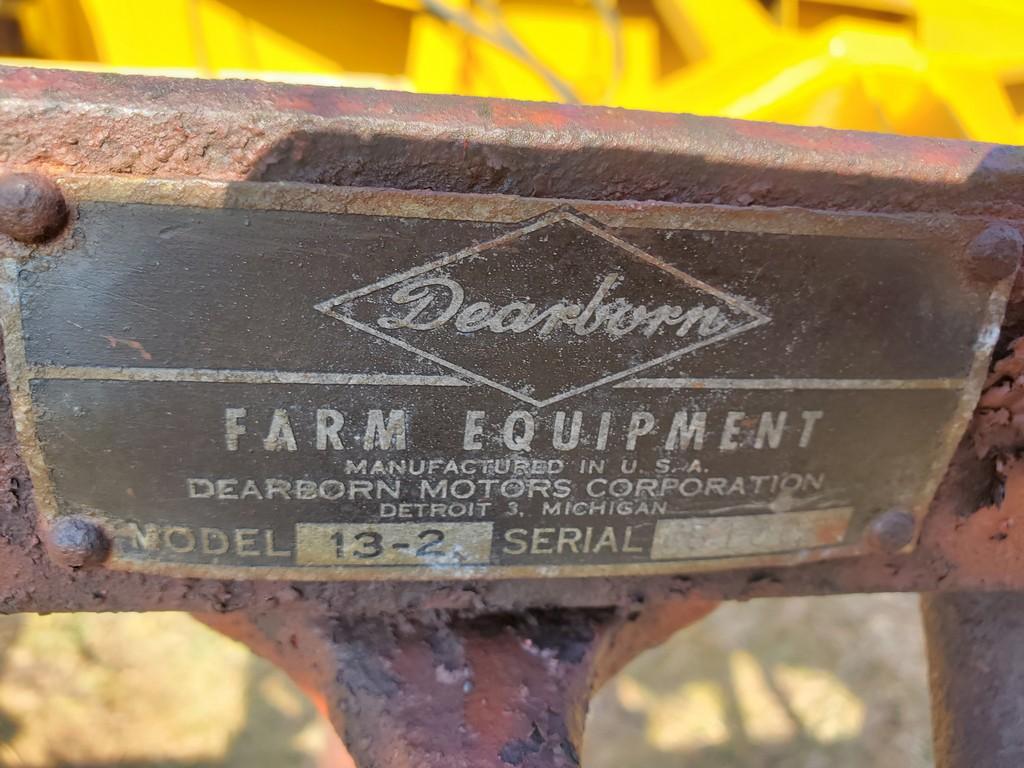 Dearborn
FARM EQUIPMENT
MANUFACTURED IN U.S.A.
DEARBORN MOTORS CORPORATION
DETROIT 3, MICHIGAN
MODEL 13-2 SERIAL